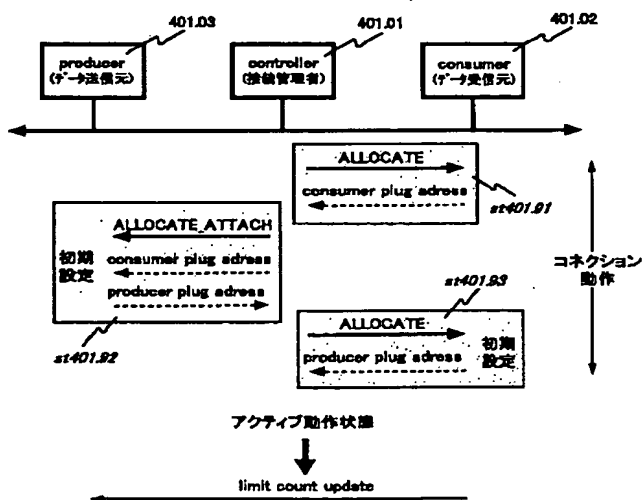 401.03
401.01
401.02
producer
(データ送信元)
controller
(接続管理者)
consumer
(データ受信元)
ALLOCATE
consumer plug adress
st401.91
ALLOCATE_ATTACH
初期
設定
consumer plug adress
producer plug adress
st401.92
コネクション
動作
st401.93
ALLOCATE
producer plug adress
初期
設定
アクティブ動作状態
limit count update